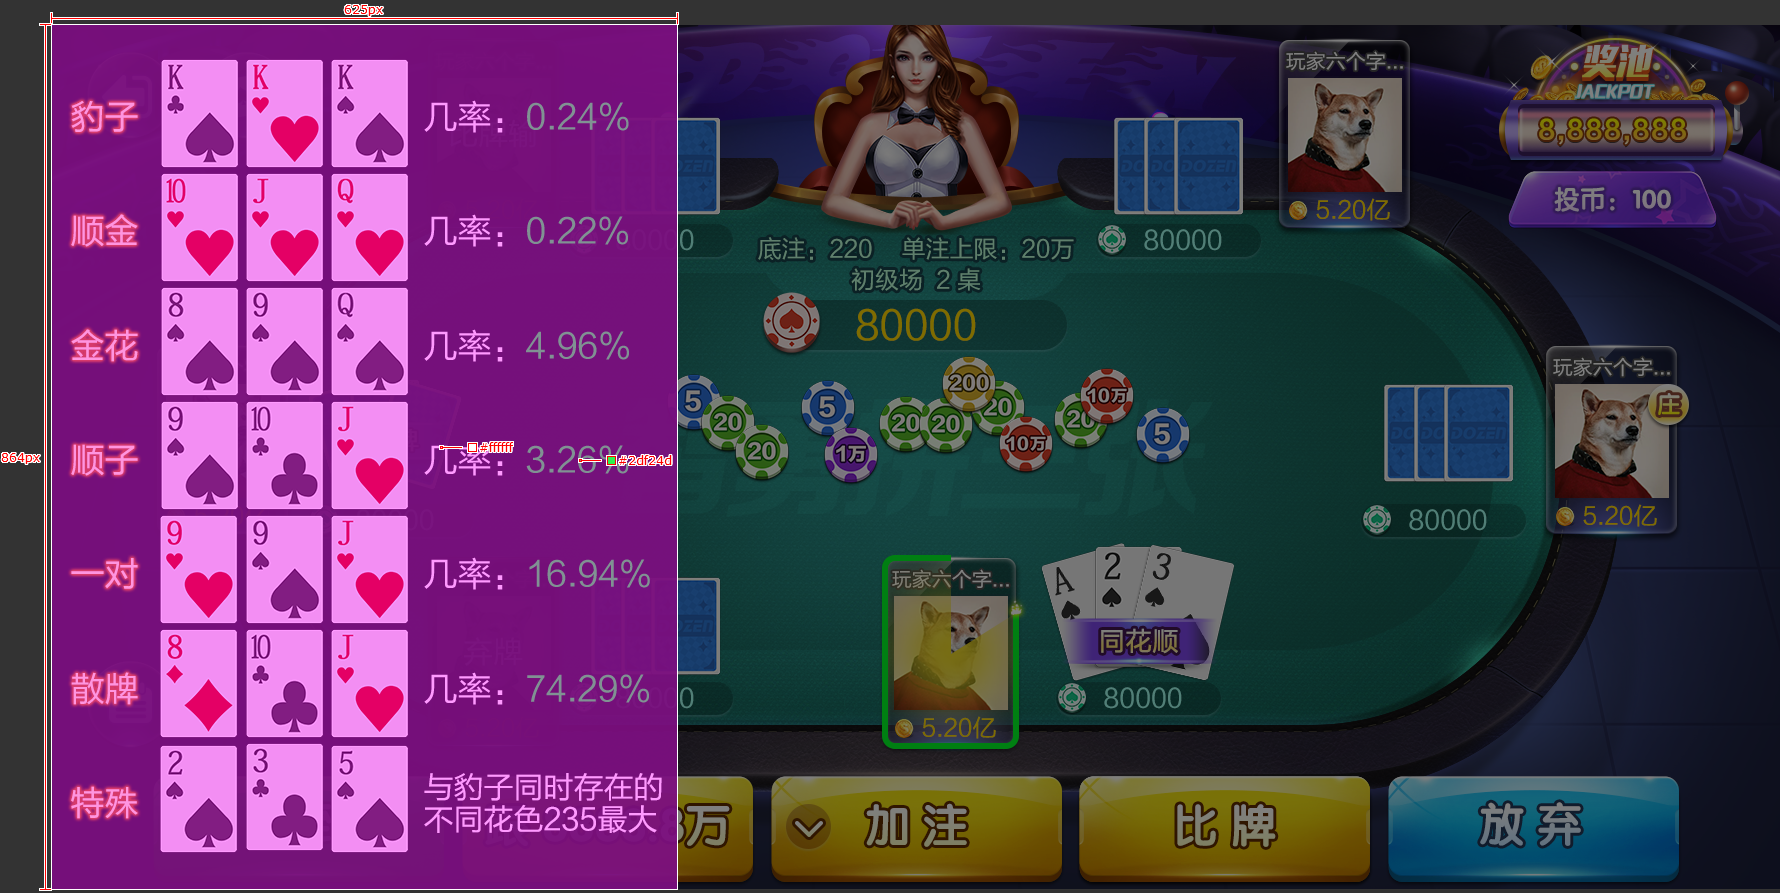 625px
864px
豹子
K
K
K
几率：0.24%
顺金
10
J
Q
几率：0.22%
金花
8
9
Q
几率：4.96%
顺子
9
10
J
几率：3.26%
#ffffff
#2df24d
一对
9
9
J
几率：16.94%
散牌
8
10
J
几率：74.29%
特殊
2
3
5
与豹子同时存在的
不同花色235最大
玩家六个字...
5.20亿
奖池
JACKPOT
8,888,888
投币：100
80000
底注：220 单注上限：20万
初级场 2 桌
80000
5
20
20
5
1万
20
20
200
20
10万
20
10万
5
DOZEN
玩家六个字...
庄
5.20亿
80000
玩家六个字...
5.20亿
A
2
3
同花顺
80000
8万
加注
比牌
放弃